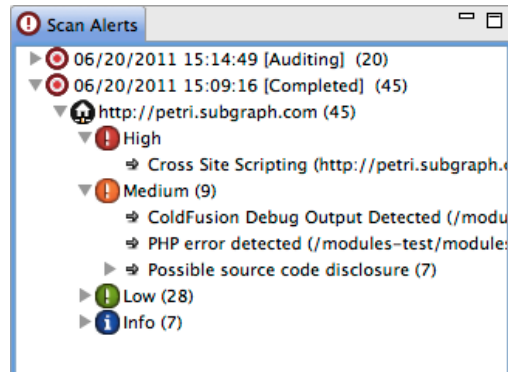 Scan Alerts
06/20/2011 15:14:49 [Auditing] (20)
06/20/2011 15:09:16 [Completed] (45)
http://petri.subgraph.com (45)
High
Cross Site Scripting (http://petri.subgraph.
Medium (9)
ColdFusion Debug Output Detected (/modu
PHP error detected (/modules-test/modules
Possible source code disclosure (7)
Low (28)
Info (7)